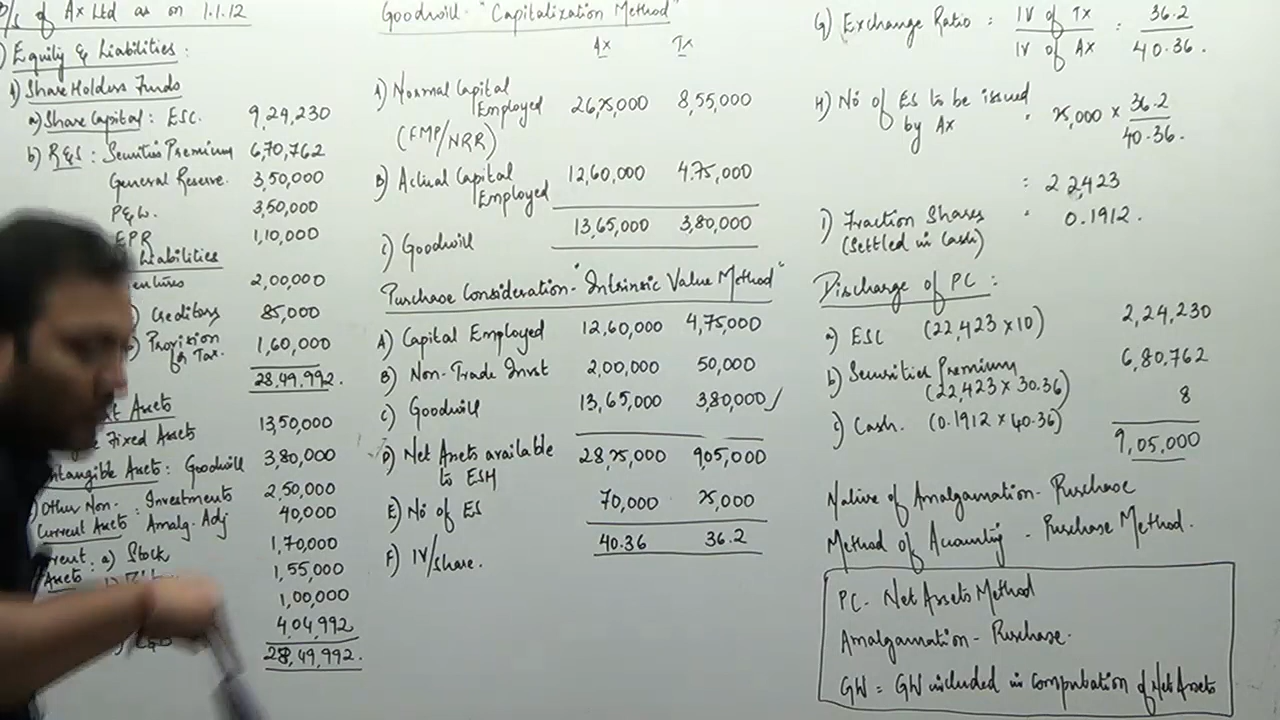 B/S of Ax Ltd as on 1.1.12
Equity & Liabilities :
1) ShareHolders Funds
a) Share Capital : ESC. 9,24,230
b) R&S : Securities Premium 6,70,762
General Reserve. 3,50,000
P&L. 3,50,000
EPR 1,10,000
Liabilities
entures 2,00,000
Creditors 85,000
b) Provision for Tax. 1,60,000
28,49,992.
Assets
Fixed Assets 13,50,000
Intangible Assets : Goodwill 3,80,000
Other Non- Current Assets : Investments 2,50,000
Amalg. Adj 40,000
Assets : a) Stock 1,70,000
1,55,000
1,00,000
4,04,992
28,49,992.
Goodwill - "Capitalization Method"
Ax Tx
A) Normal Capital Employed 26,25,000 8,55,000
(FMP/NRR)
B) Actual Capital Employed 12,60,000 4,75,000
C) Goodwill 13,65,000 3,80,000
Purchase Consideration - "Intrinsic Value Method"
A) Capital Employed 12,60,000 4,75,000
B) Non-Trade Invst 2,00,000 50,000
C) Goodwill 13,65,000 3,80,000
D) Net Assets available to ESH 28,25,000 905,000
E) No of ES 70,000 25,000
F) IV/share. 40.36 36.2
G) Exchange Ratio : IV of Tx / IV of Ax : 36.2 / 40.36.
H) No of ES to be issued by Ax : 25,000 × 36.2 / 40.36.
: 22,423
I) Fraction Shares : 0.1912.
(Settled in Cash)
Discharge of PC :
a) ESC (22,423 × 10) 2,24,230
b) Securities Premium 6,80,762
(22,423 × 30.36)
c) Cash. (0.1912 × 40.36) 8
9,05,000
Native of Amalgamation - Purchase
Method of Accounting - Purchase Method.
PC - Net Assets Method
Amalgamation - Purchase.
GW = GW included in computation of Net Assets